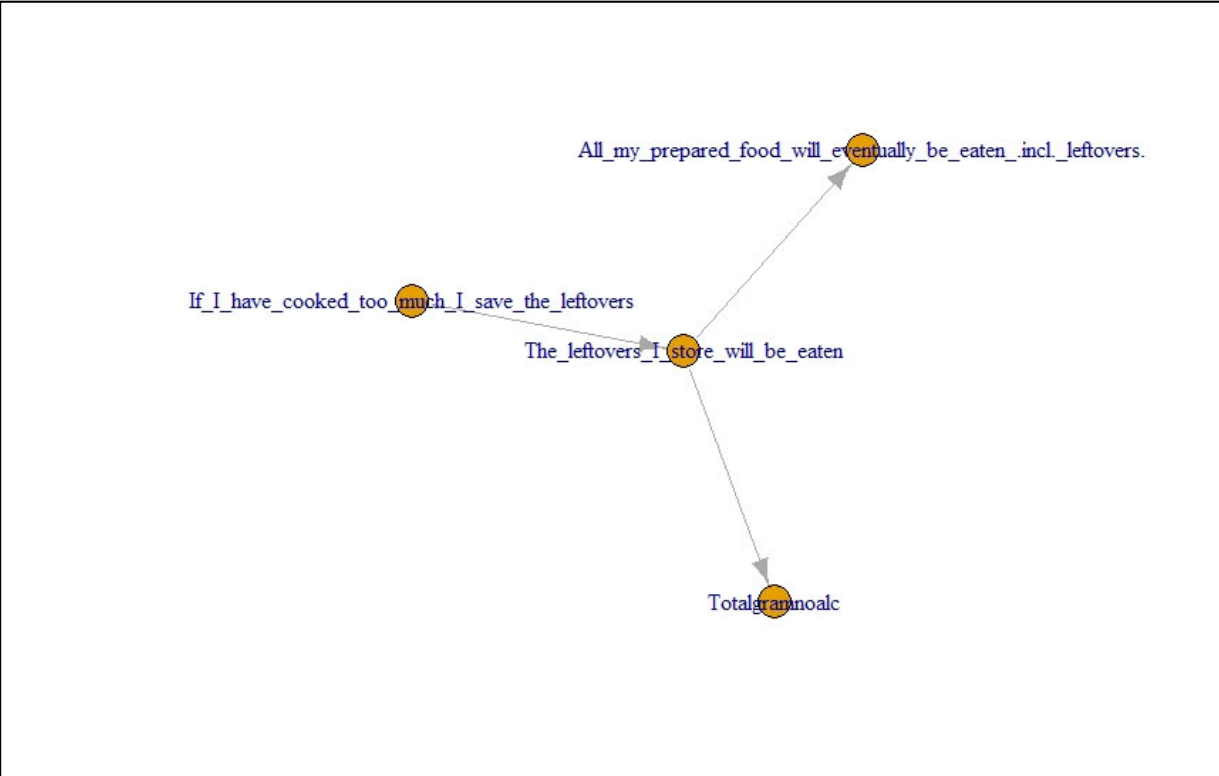 All_my_prepared_food_will_eventually_be_eaten_.incl._leftovers.
If_I_have_cooked_too_much_I_save_the_leftovers
The_leftovers_I_store_will_be_eaten
Totalgramnoalc